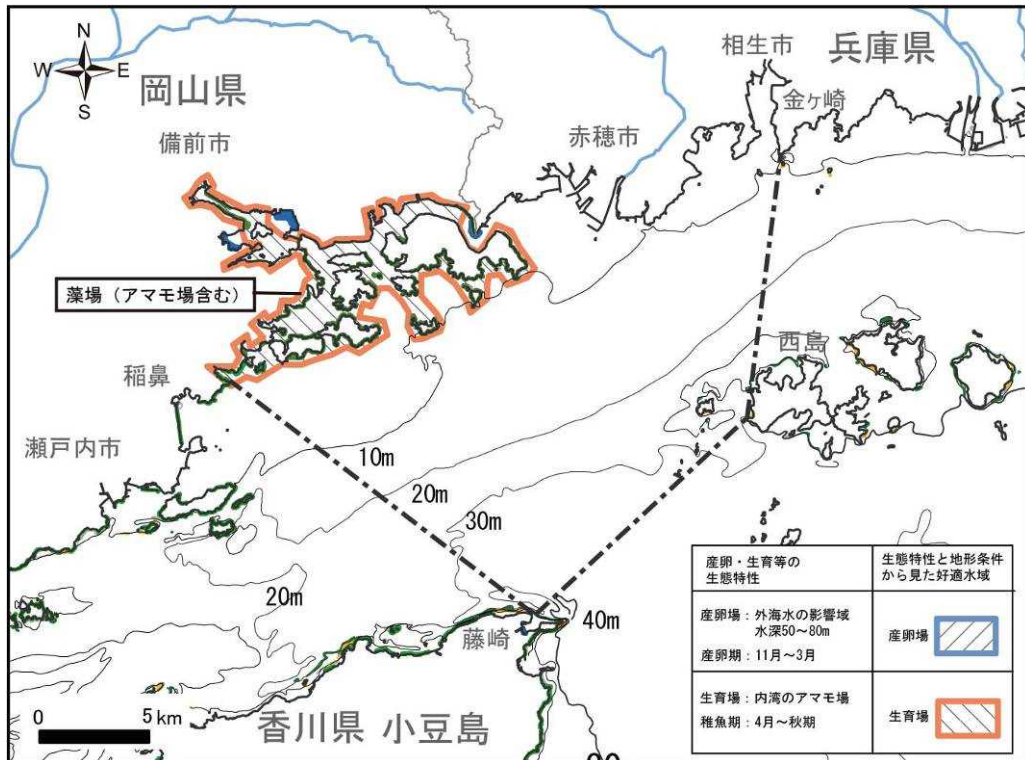 N
W E
S
岡山県
備前市
兵庫県
相生市
金ヶ崎
赤穂市
藻場（アマモ場含む）
西島
稲鼻
瀬戸内市
10m
20m
30m
20m
40m
藤崎
香川県 小豆島
0 5 km
産卵・生育等の
生態特性
生態特性と地形条件
から見た好適水域
産卵場：外海水の影響域
水深50～80m
産卵期：11月～3月
産卵場
生育場：内湾のアマモ場
稚魚期：4月～秋期
生育場